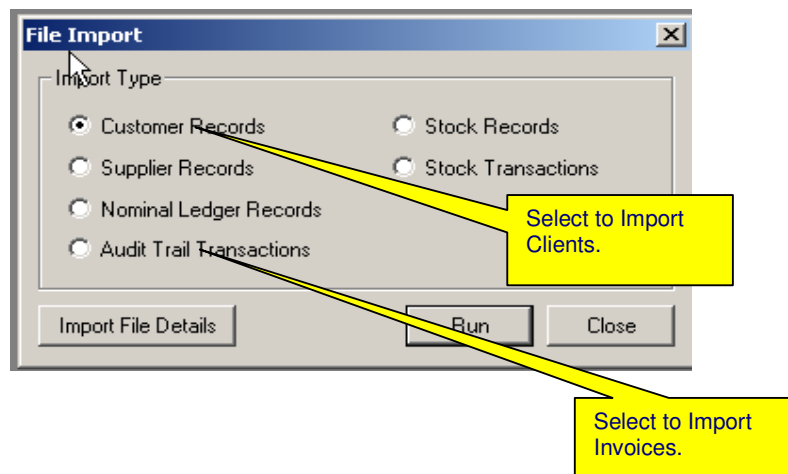 File Import
Import Type
Customer Records
Stock Records
Supplier Records
Stock Transactions
Nominal Ledger Records
Audit Trail Transactions
Select to Import
Clients.
Import File Details
Run
Close
Select to Import
Invoices.